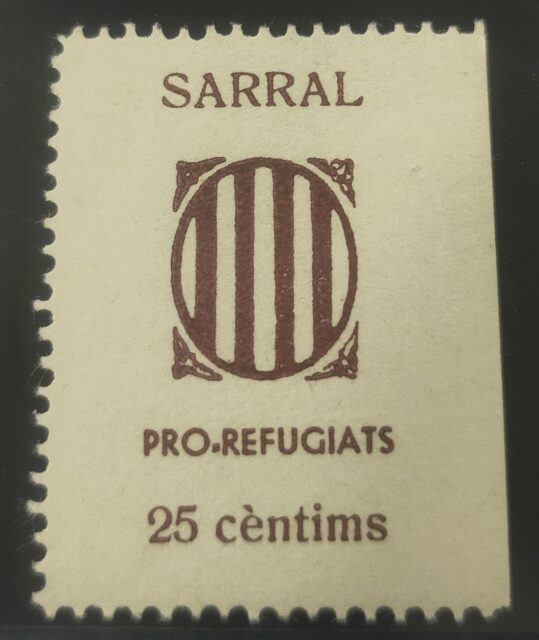 SARRAL
PRO-REFUGIATS
25 cèntims